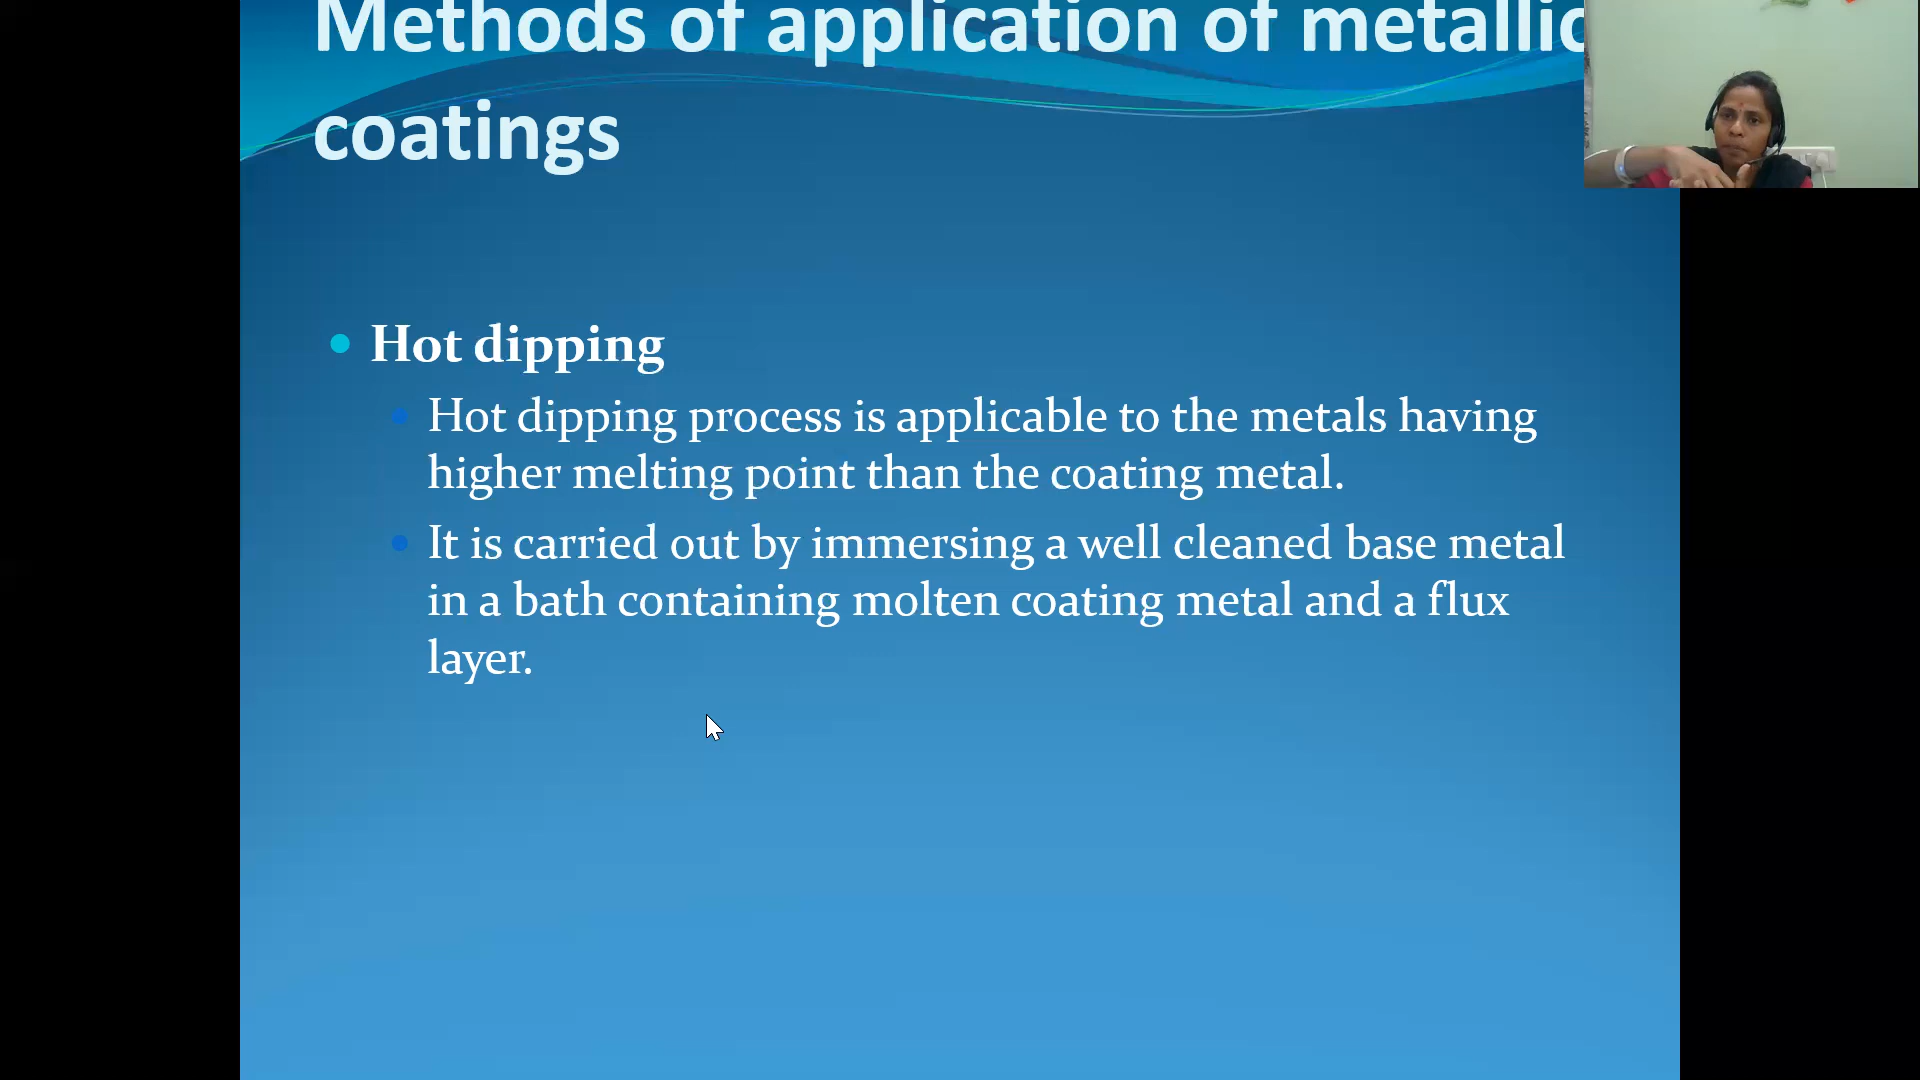 Methods of application of metallic
coatings
Hot dipping
Hot dipping process is applicable to the metals having
higher melting point than the coating metal.
It is carried out by immersing a well cleaned base metal
in a bath containing molten coating metal and a flux
layer.